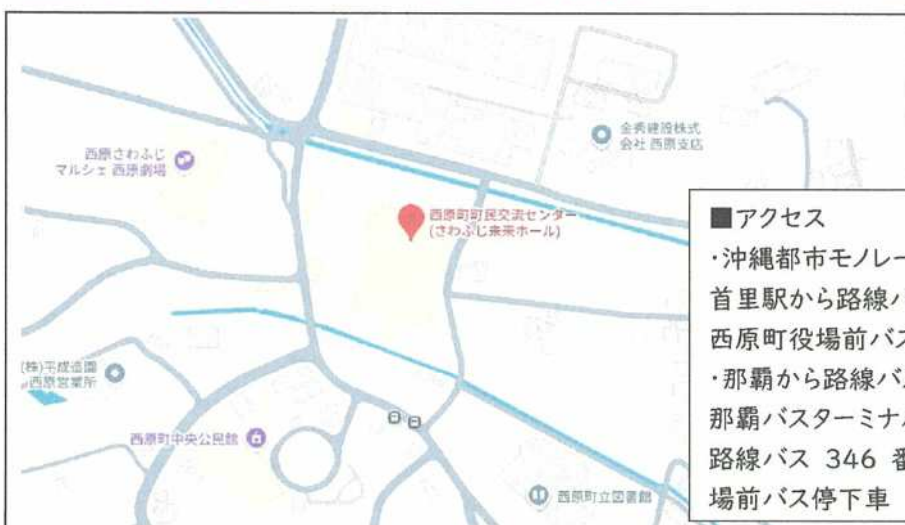 金秀建設株式
会社 西原支店
西原さわふじ
マルシェ 西原劇場
西原町町民交流センター
(さわふじ未来ホール)
■アクセス
・沖縄都市モノレー
首里駅から路線バ
西原町役場前バス
・那覇から路線バス
那覇バスターミナル
路線バス 346 番
場前バス停下車
(株)平成造園
西原営業所
西原町中央公民館
西原町立図書館